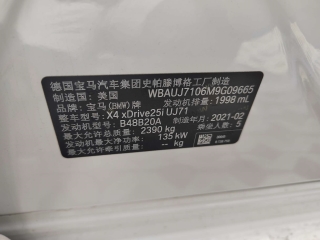 德国宝马汽车集团史帕滕博格工厂制造
制造国：美国 WBAUJ7106M9G09665
品牌：宝马(BMW)牌 发动机排量：1998 mL
整车型号：X4 xDrive25i UJ71
发动机型号：B48B20A 制造年月：2021-02
最大允许总质量：2390 kg 乘坐人数：5
发动机最大净功率：135 kW
最大允许牵引质量：--- kg